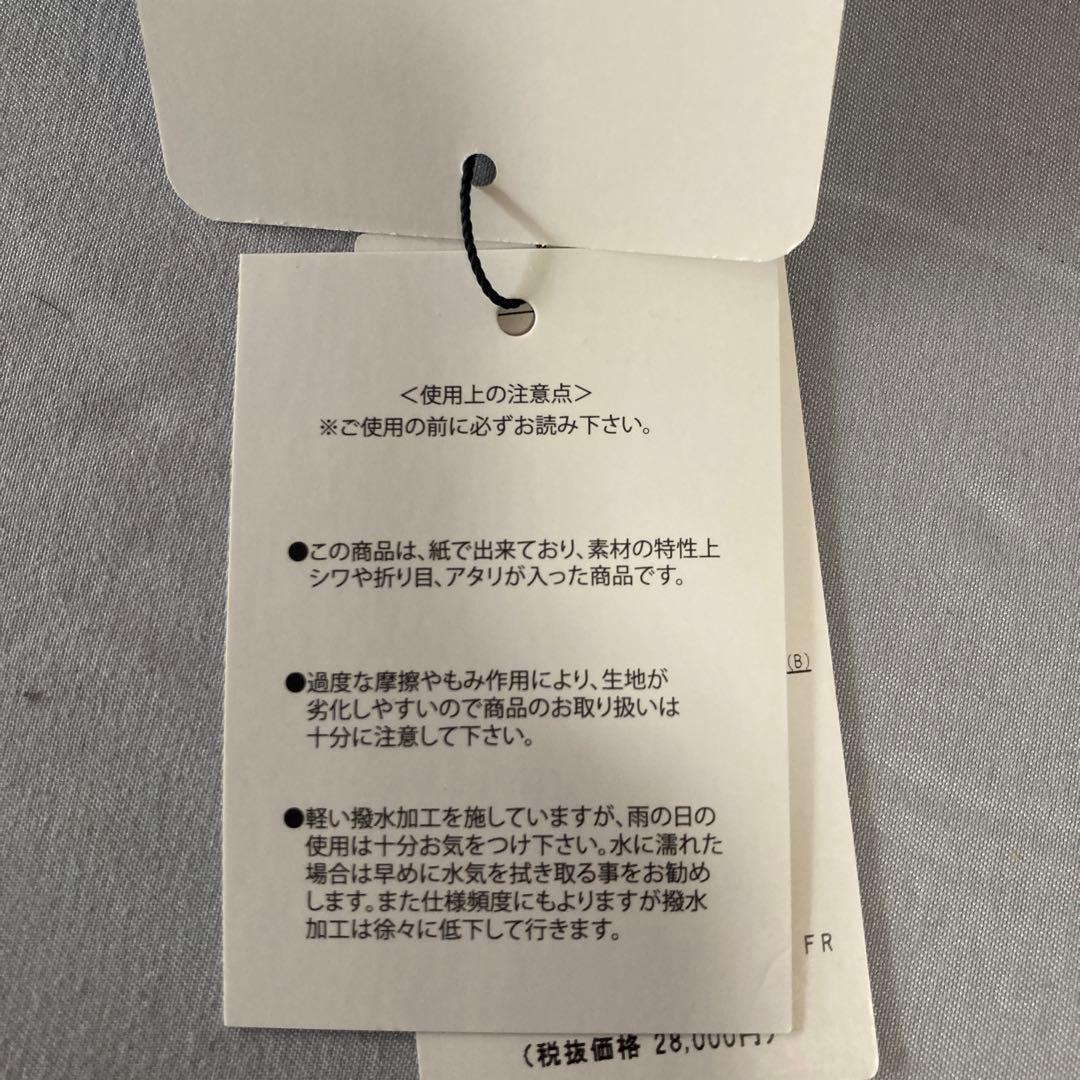 ＜使用上の注意点＞
※ご使用の前に必ずお読み下さい。
●この商品は、紙で出来ており、素材の特性上
シワや折り目、アタリが入った商品です。
●過度な摩擦やもみ作用により、生地が
劣化しやすいので商品のお取り扱いは
十分に注意して下さい。
●軽い撥水加工を施していますが、雨の日の
使用は十分お気をつけ下さい。水に濡れた
場合は早めに水気を拭き取る事をお勧め
します。また仕様頻度にもよりますが撥水
加工は徐々に低下して行きます。
(B)
FR
(税抜価格 28,000円)